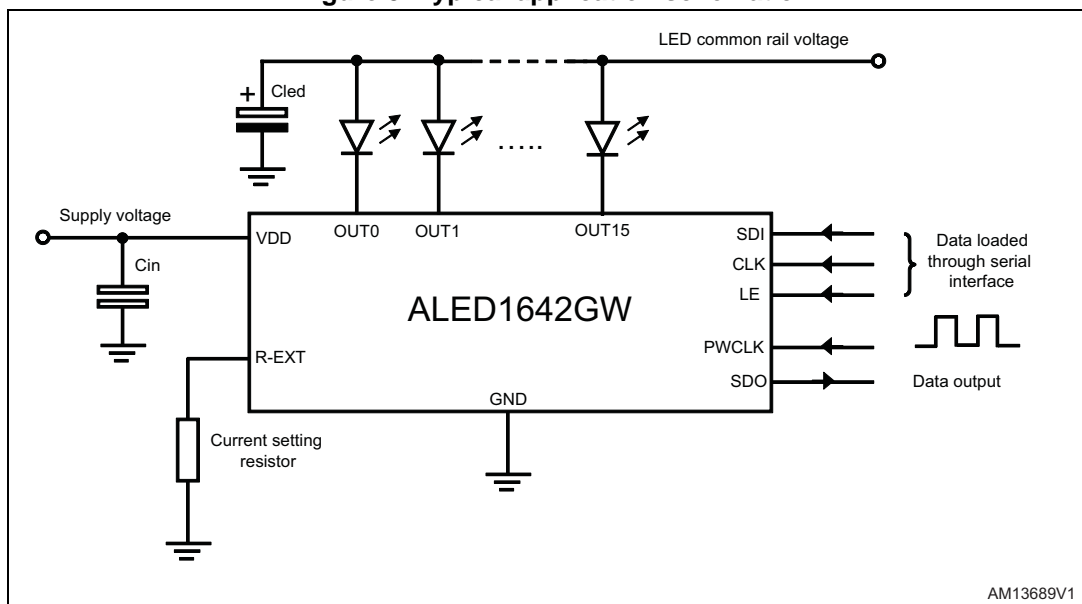 LED common rail voltage
+ Cled
.....
Supply voltage
VDD
OUT0 OUT1 OUT15
SDI
CLK
LE
Data loaded
through serial
interface
Cin
ALED1642GW
R-EXT
PWCLK
SDO
Data output
GND
Current setting
resistor
AM13689V1